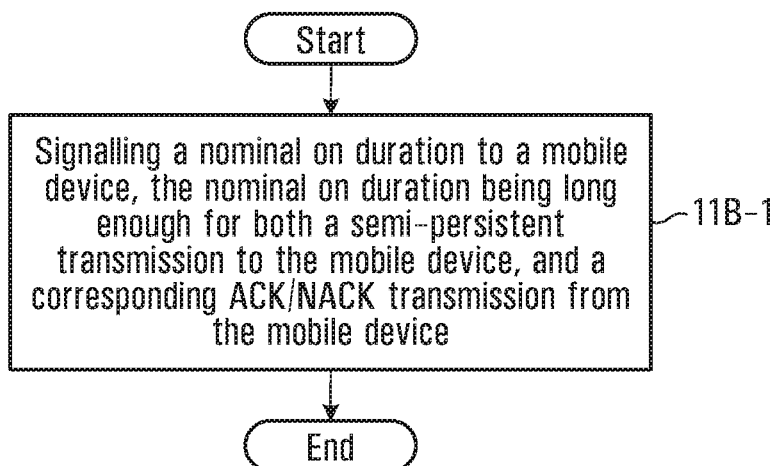 Start
Signalling a nominal on duration to a mobile
device, the nominal on duration being long
enough for both a semi-persistent
transmission to the mobile device, and a
corresponding ACK/NACK transmission from
the mobile device
11B-1
End